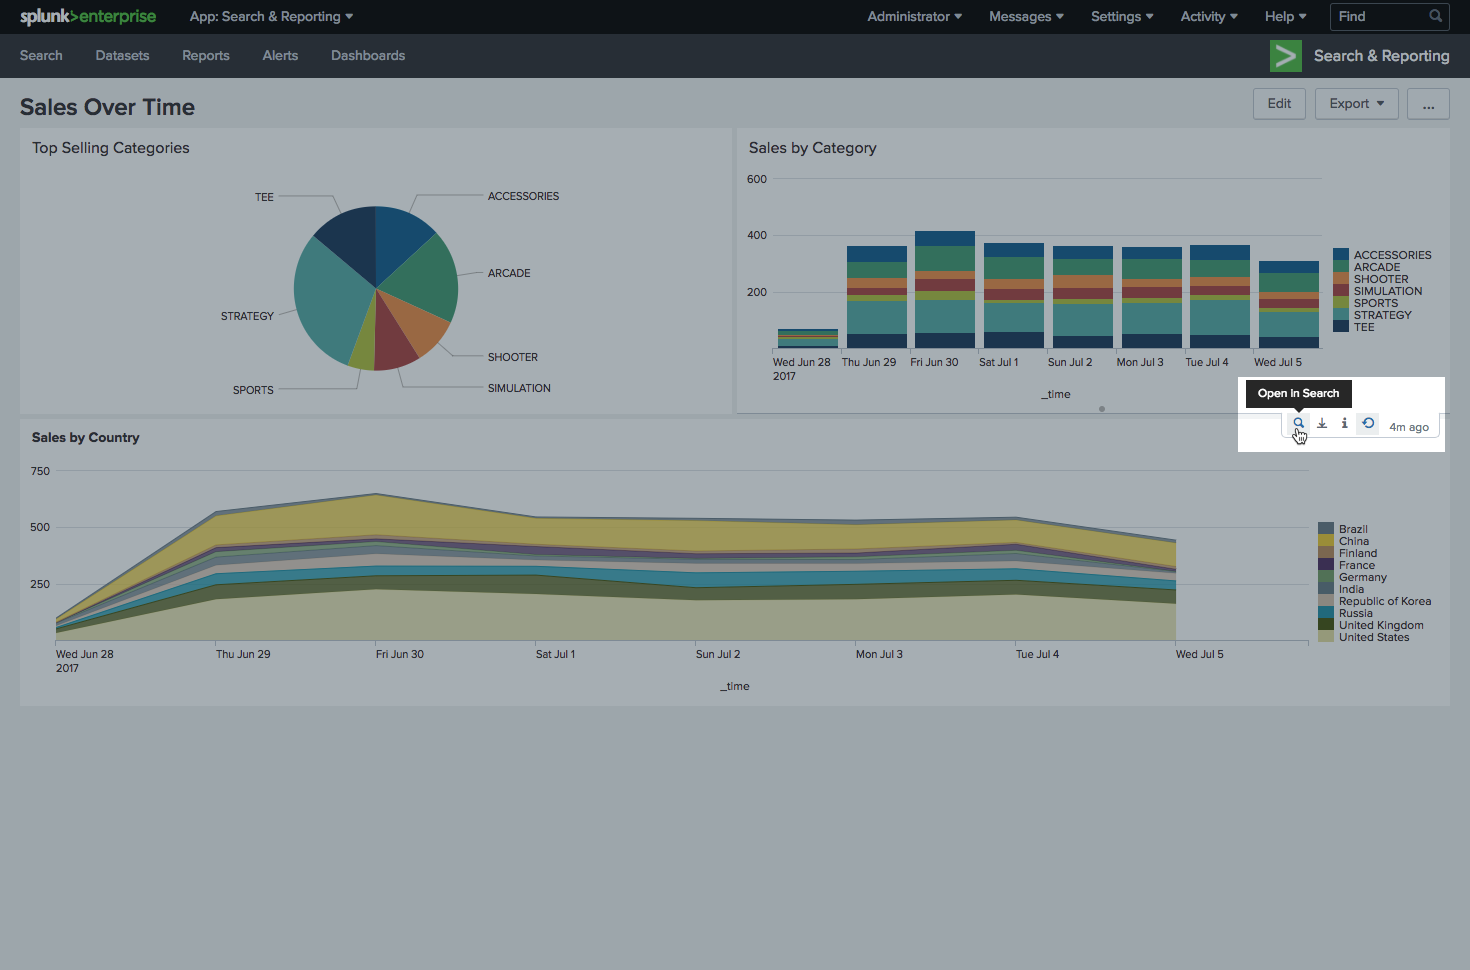 splunk>enterprise App: Search & Reporting Administrator Messages Settings Activity Help Find
Search Datasets Reports Alerts Dashboards Search & Reporting
Sales Over Time
Edit Export ...
Top Selling Categories
TEE
ACCESSORIES
ARCADE
STRATEGY
SHOOTER
SPORTS
SIMULATION
Sales by Category
600
400
200
Wed Jun 28 Thu Jun 29 Fri Jun 30 Sat Jul 1 Sun Jul 2 Mon Jul 3 Tue Jul 4 Wed Jul 5
2017
_time
ACCESSORIES
ARCADE
SHOOTER
SIMULATION
SPORTS
STRATEGY
TEE
Open in Search
4m ago
Sales by Country
750
500
250
Wed Jun 28 Thu Jun 29 Fri Jun 30 Sat Jul 1 Sun Jul 2 Mon Jul 3 Tue Jul 4 Wed Jul 5
2017
_time
Brazil
China
Finland
France
Germany
India
Republic of Korea
Russia
United Kingdom
United States